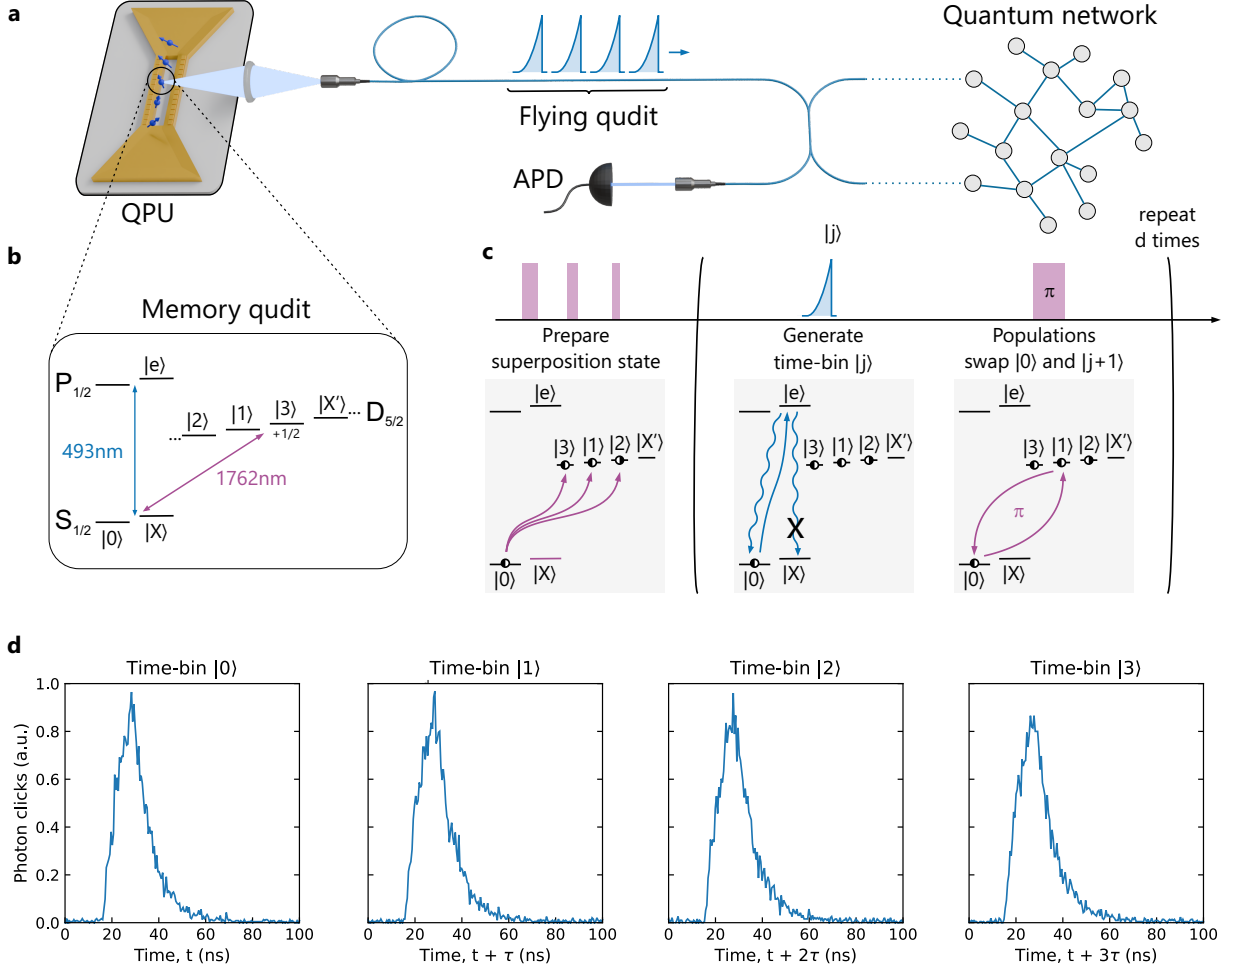 a
Quantum network
Flying qudit
APD
QPU
repeat
d times
b
Memory qudit
P1/2
|e⟩
|2⟩ |1⟩ |3⟩ |X′⟩
... ... D5/2
+1/2
493nm
1762nm
S1/2
|0⟩ |X⟩
c
|j⟩
π
Prepare
superposition state
Generate
time-bin |j⟩
Populations
swap |0⟩ and |j+1⟩
|e⟩
|3⟩ |1⟩ |2⟩ |X′⟩
|0⟩ |X⟩
|e⟩
|3⟩ |1⟩ |2⟩ |X′⟩
X
|0⟩ |X⟩
|e⟩
|3⟩ |1⟩ |2⟩ |X′⟩
π
|0⟩ |X⟩
d
Time-bin |0⟩
Photon clicks (a.u.)
1.0
0.8
0.6
0.4
0.2
0.0
0 20 40 60 80 100
Time, t (ns)
Time-bin |1⟩
0 20 40 60 80 100
Time, t + τ (ns)
Time-bin |2⟩
0 20 40 60 80 100
Time, t + 2τ (ns)
Time-bin |3⟩
0 20 40 60 80 100
Time, t + 3τ (ns)